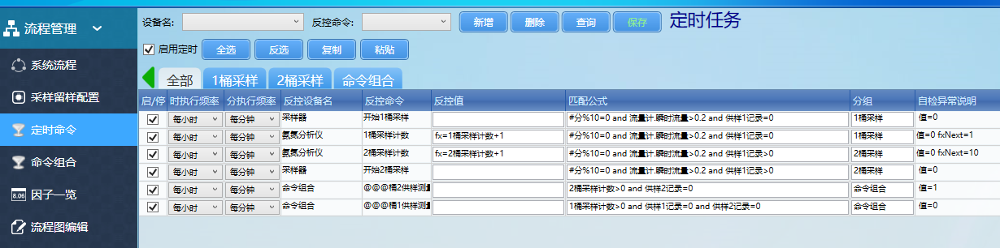 流程管理
系统流程
采样留样配置
定时命令
命令组合
8.06 因子一览
流程图编辑
设备名: 反控命令: 新增 删除 查询 保存 定时任务
启用定时 全选 反选 复制 粘贴
全部 1桶采样 2桶采样 命令组合
启/停 时执行频率 分执行频率 反控设备名 反控命令 反控值 匹配公式 分组 自检异常说明
每小时 每分钟 采样器 开始1桶采样 #分%10=0 and 流量计.瞬时流量>0.2 and 供样1记录=0 1桶采样 值=0
每小时 每分钟 氨氮分析仪 1桶采样计数 fx=1桶采样计数+1 #分%10=0 and 流量计.瞬时流量>0.2 and 供样1记录=0 1桶采样 值=0 fxNext=1
每小时 每分钟 氨氮分析仪 2桶采样计数 fx=2桶采样计数+1 #分%10=0 and 流量计.瞬时流量>0.2 and 供样1记录>0 2桶采样 值=0 fxNext=10
每小时 每分钟 采样器 开始2桶采样 #分%10=0 and 流量计.瞬时流量>0.2 and 供样1记录>0 2桶采样 值=0
每小时 每分钟 命令组合 @@@桶2供样测量 2桶采样计数>0 and 供样2记录=0 命令组合 值=1
每小时 每分钟 命令组合 @@@桶1供样测量 1桶采样计数>0 and 供样1记录=0 and 供样2记录=0 命令组合 值=0